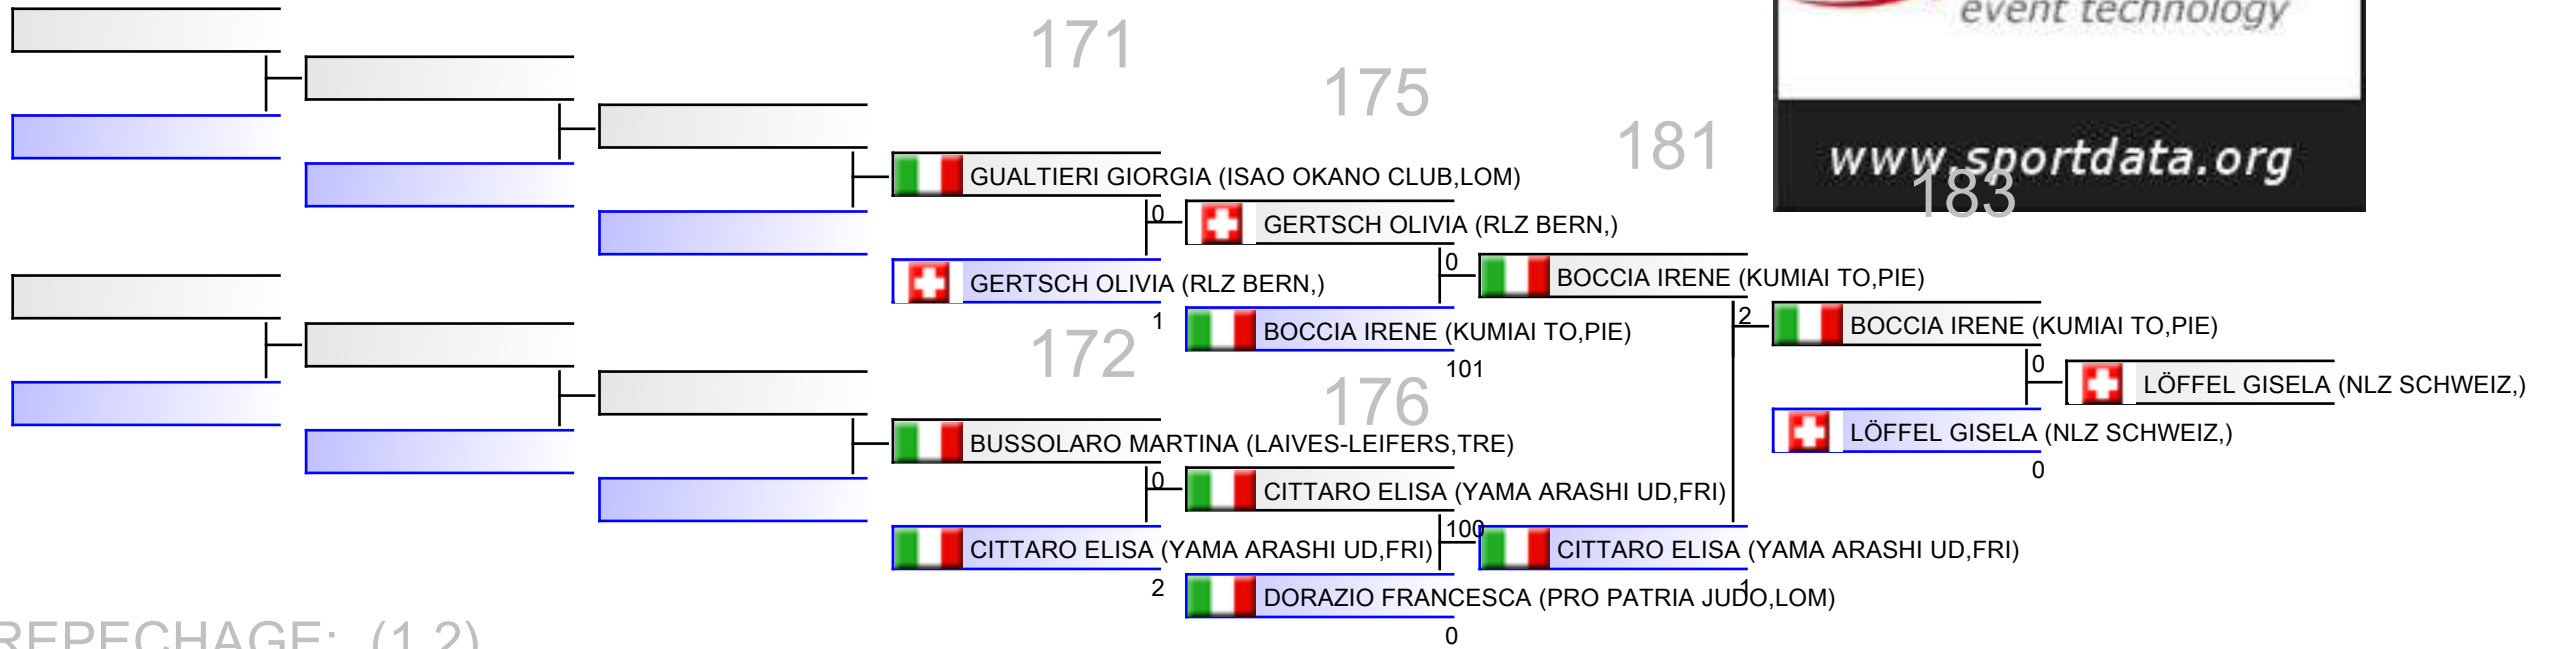 event technology
171
175
181
www.sportdata.org
183
GUALTIERI GIORGIA (ISAO OKANO CLUB,LOM)
0
GERTSCH OLIVIA (RLZ BERN,)
GERTSCH OLIVIA (RLZ BERN,)
1
0
BOCCIA IRENE (KUMIAI TO,PIE)
BOCCIA IRENE (KUMIAI TO,PIE)
101
2
BOCCIA IRENE (KUMIAI TO,PIE)
0
LÖFFEL GISELA (NLZ SCHWEIZ,)
LÖFFEL GISELA (NLZ SCHWEIZ,)
0
172
176
BUSSOLARO MARTINA (LAIVES-LEIFERS,TRE)
0
CITTARO ELISA (YAMA ARASHI UD,FRI)
CITTARO ELISA (YAMA ARASHI UD,FRI)
2
100
CITTARO ELISA (YAMA ARASHI UD,FRI)
1
DORAZIO FRANCESCA (PRO PATRIA JUDO,LOM)
0
REPECHAGE: (1,2)